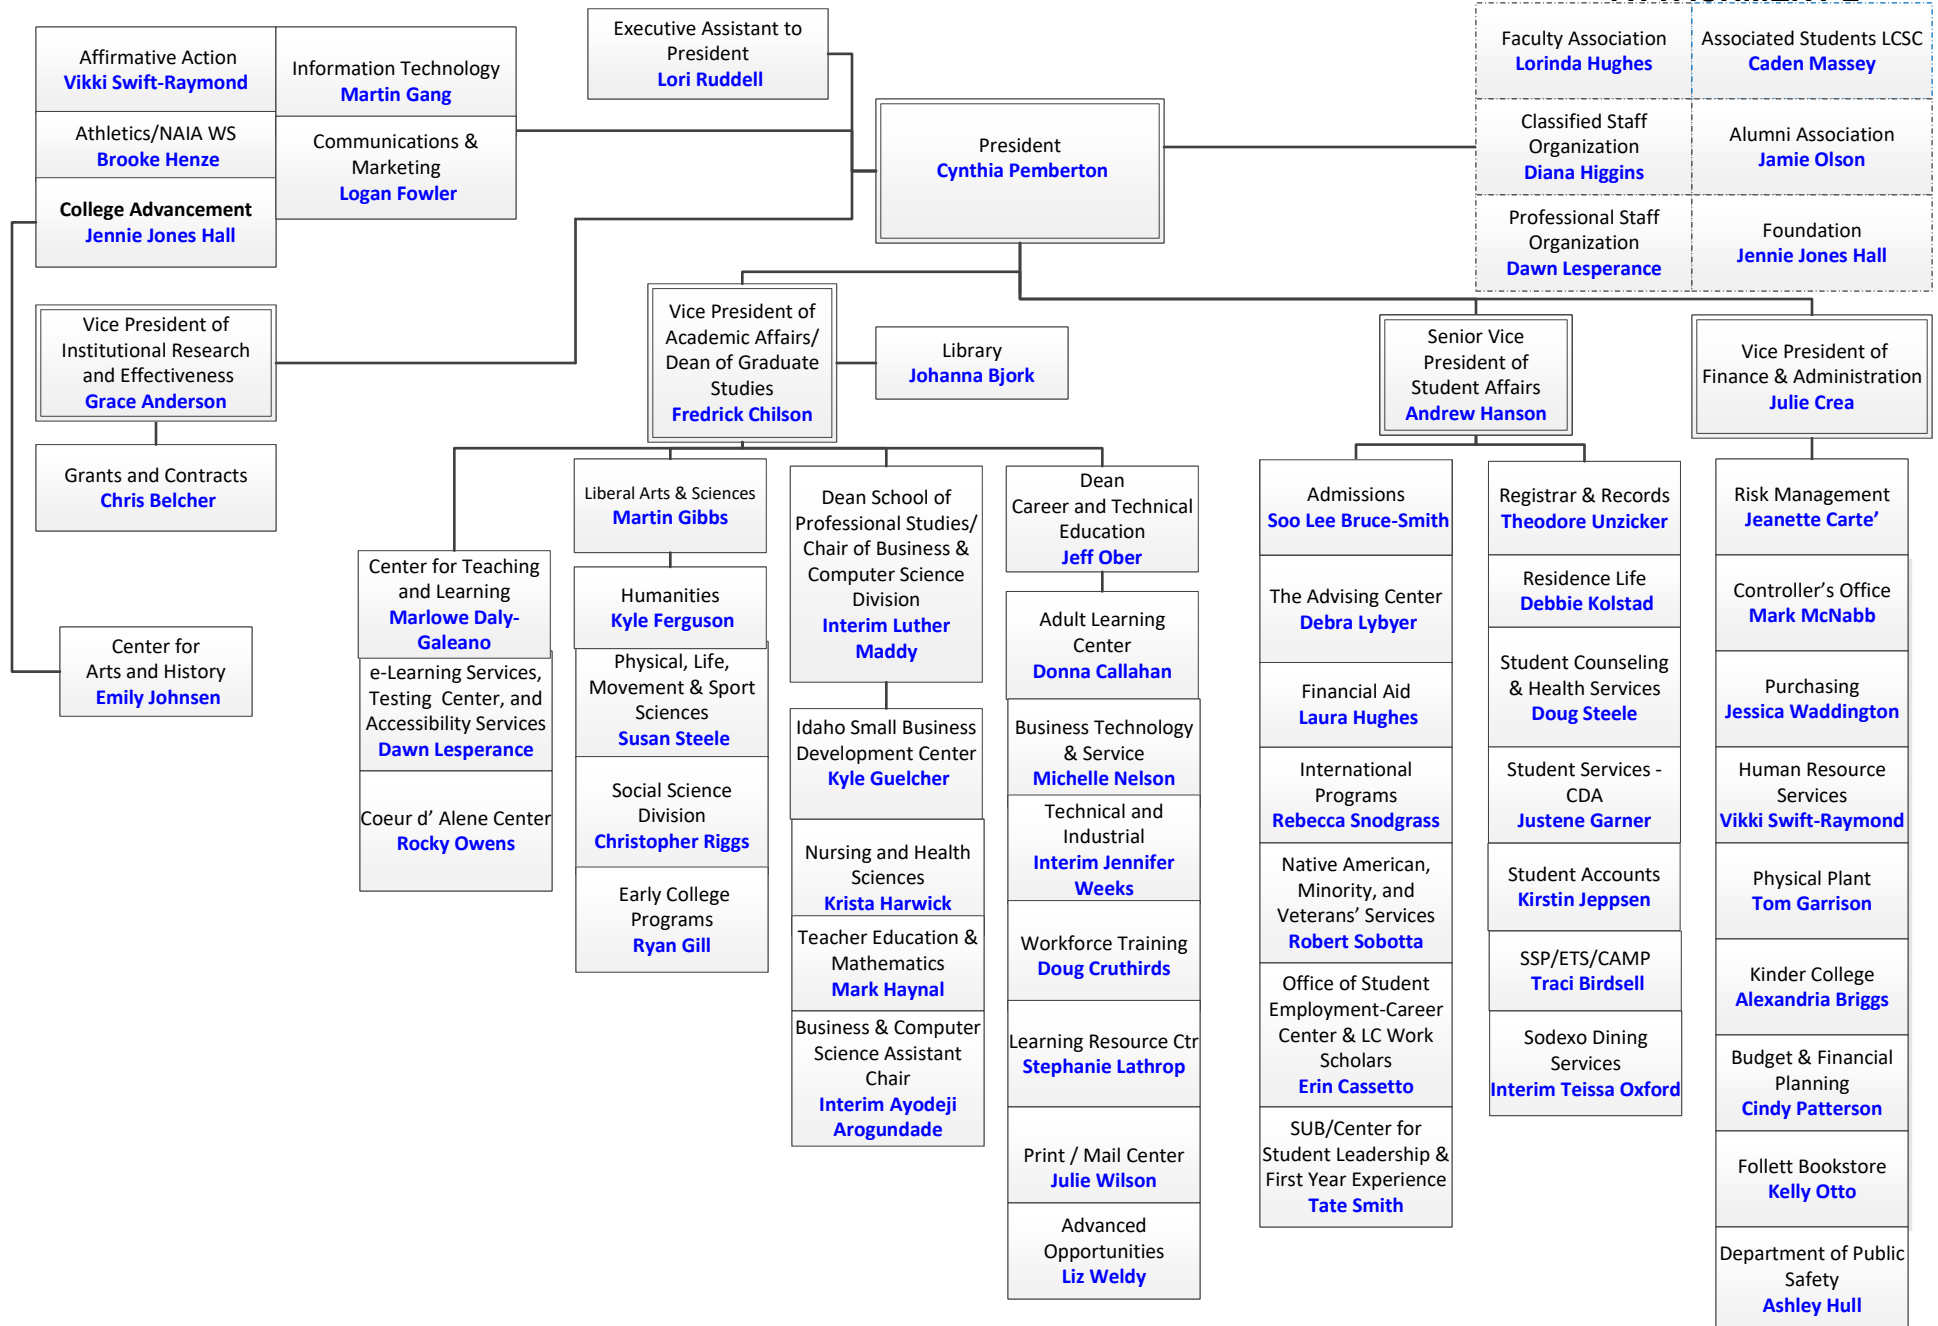 Affirmative Action
Vikki Swift-Raymond
Athletics/NAIA WS
Brooke Henze
College Advancement
Jennie Jones Hall
Information Technology
Martin Gang
Communications &
Marketing
Logan Fowler
Executive Assistant to
President
Lori Ruddell
President
Cynthia Pemberton
Faculty Association
Lorinda Hughes
Associated Students LCSC
Caden Massey
Classified Staff
Organization
Diana Higgins
Alumni Association
Jamie Olson
Professional Staff
Organization
Dawn Lesperance
Foundation
Jennie Jones Hall
Vice President of
Institutional Research
and Effectiveness
Grace Anderson
Grants and Contracts
Chris Belcher
Center for
Arts and History
Emily Johnsen
Vice President of
Academic Affairs/
Dean of Graduate
Studies
Fredrick Chilson
Library
Johanna Bjork
Senior Vice
President of
Student Affairs
Andrew Hanson
Vice President of
Finance & Administration
Julie Crea
Center for Teaching
and Learning
Marlowe Daly-
Galeano
e-Learning Services,
Testing Center, and
Accessibility Services
Dawn Lesperance
Coeur d’ Alene Center
Rocky Owens
Liberal Arts & Sciences
Martin Gibbs
Humanities
Kyle Ferguson
Physical, Life,
Movement & Sport
Sciences
Susan Steele
Social Science
Division
Christopher Riggs
Early College
Programs
Ryan Gill
Dean School of
Professional Studies/
Chair of Business &
Computer Science
Division
Interim Luther
Maddy
Idaho Small Business
Development Center
Kyle Guelcher
Nursing and Health
Sciences
Krista Harwick
Teacher Education &
Mathematics
Mark Haynal
Business & Computer
Science Assistant
Chair
Interim Ayodeji
Arogundade
Dean
Career and Technical
Education
Jeff Ober
Adult Learning
Center
Donna Callahan
Business Technology
& Service
Michelle Nelson
Technical and
Industrial
Interim Jennifer
Weeks
Workforce Training
Doug Cruthirds
Learning Resource Ctr
Stephanie Lathrop
Print / Mail Center
Julie Wilson
Advanced
Opportunities
Liz Weldy
Admissions
Soo Lee Bruce-Smith
The Advising Center
Debra Lybyer
Financial Aid
Laura Hughes
International
Programs
Rebecca Snodgrass
Native American,
Minority, and
Veterans’ Services
Robert Sobotta
Office of Student
Employment-Career
Center & LC Work
Scholars
Erin Cassetto
SUB/Center for
Student Leadership &
First Year Experience
Tate Smith
Registrar & Records
Theodore Unzicker
Residence Life
Debbie Kolstad
Student Counseling
& Health Services
Doug Steele
Student Services -
CDA
Justene Garner
Student Accounts
Kirstin Jeppsen
SSP/ETS/CAMP
Traci Birdsell
Sodexo Dining
Services
Interim Teissa Oxford
Risk Management
Jeanette Carte’
Controller’s Office
Mark McNabb
Purchasing
Jessica Waddington
Human Resource
Services
Vikki Swift-Raymond
Physical Plant
Tom Garrison
Kinder College
Alexandria Briggs
Budget & Financial
Planning
Cindy Patterson
Follett Bookstore
Kelly Otto
Department of Public
Safety
Ashley Hull